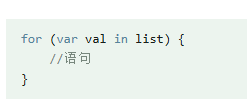 for (var val in list) {
    //语句
}